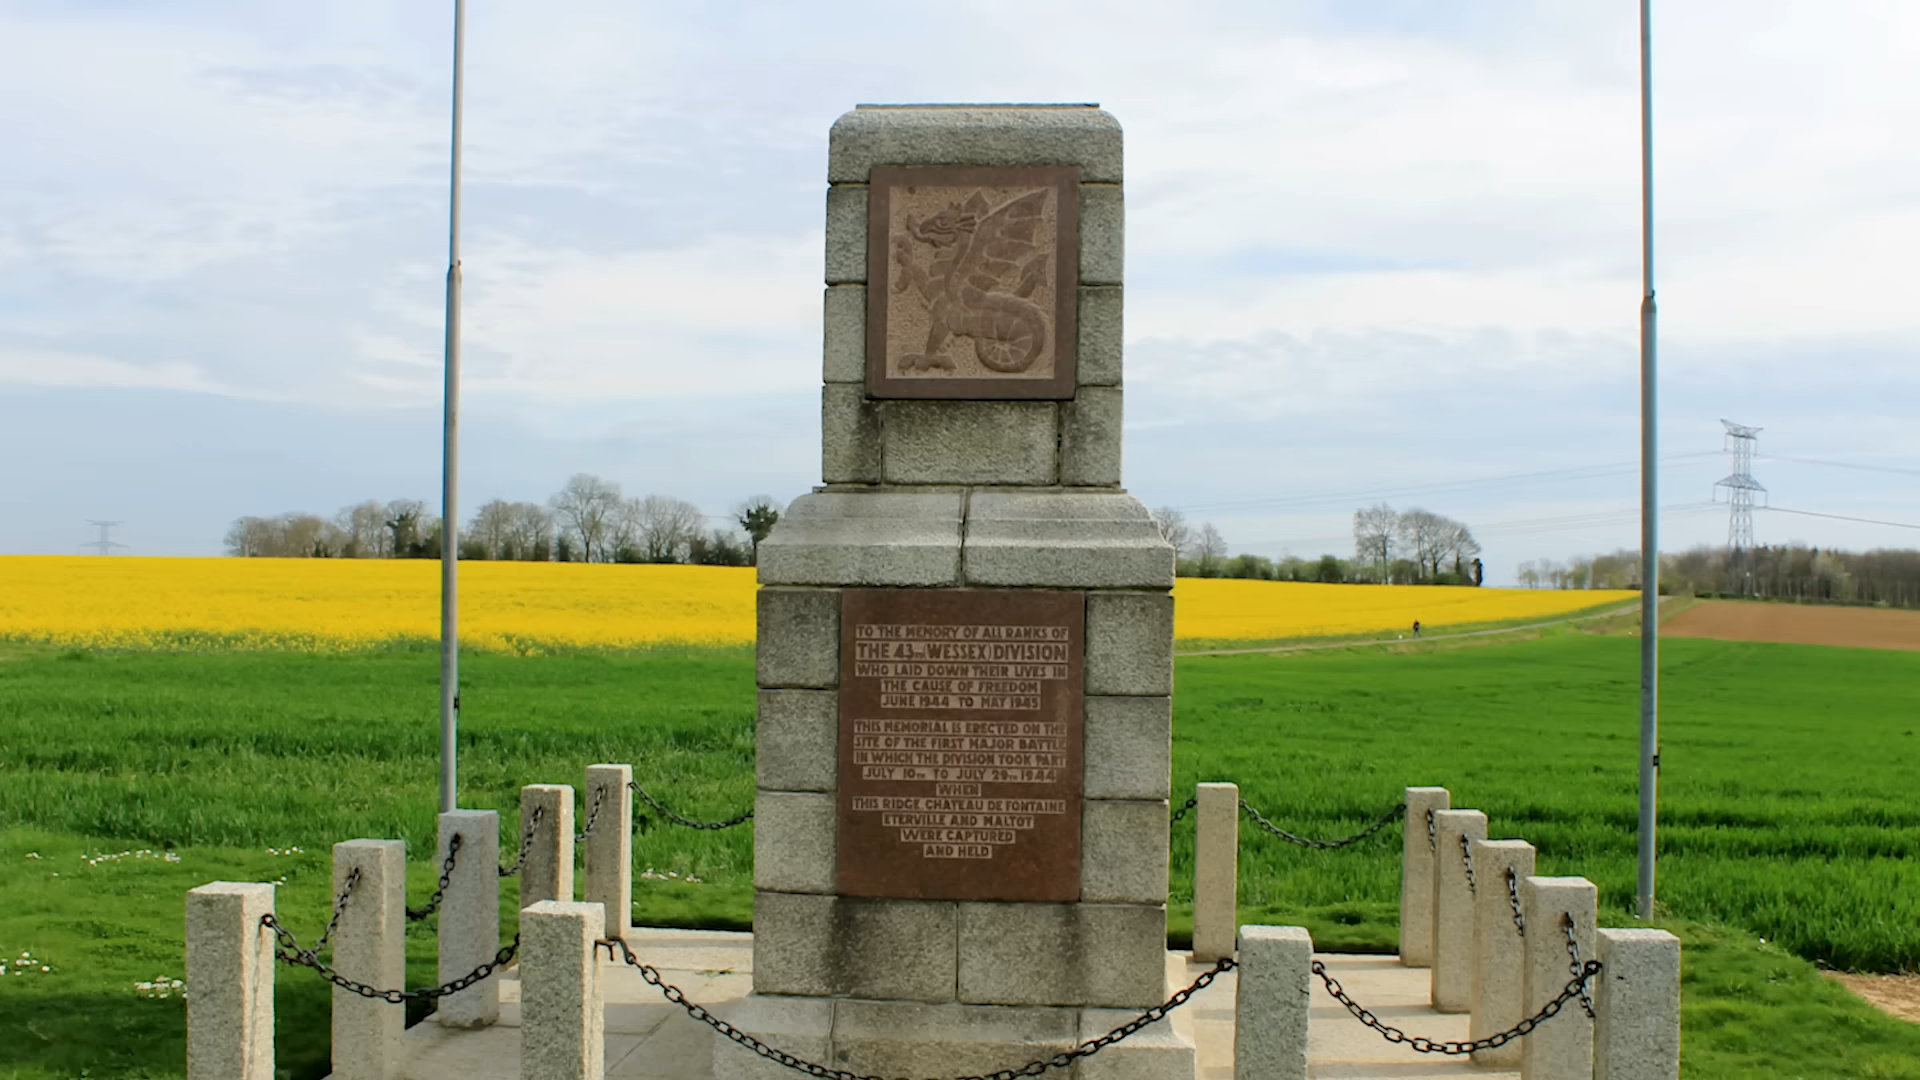 TO THE MEMORY OF ALL RANKS OF
THE 43RD (WESSEX) DIVISION
WHO LAID DOWN THEIR LIVES IN
THE CAUSE OF FREEDOM
JUNE 1944 TO MAY 1945
THIS MEMORIAL IS ERECTED ON THE
SITE OF THE FIRST MAJOR BATTLE
IN WHICH THE DIVISION TOOK PART
JULY 10TH TO JULY 29TH 1944
WHEN
THIS RIDGE CHATEAU DE FONTAINE
ETERVILLE AND MALTOT
WERE CAPTURED
AND HELD